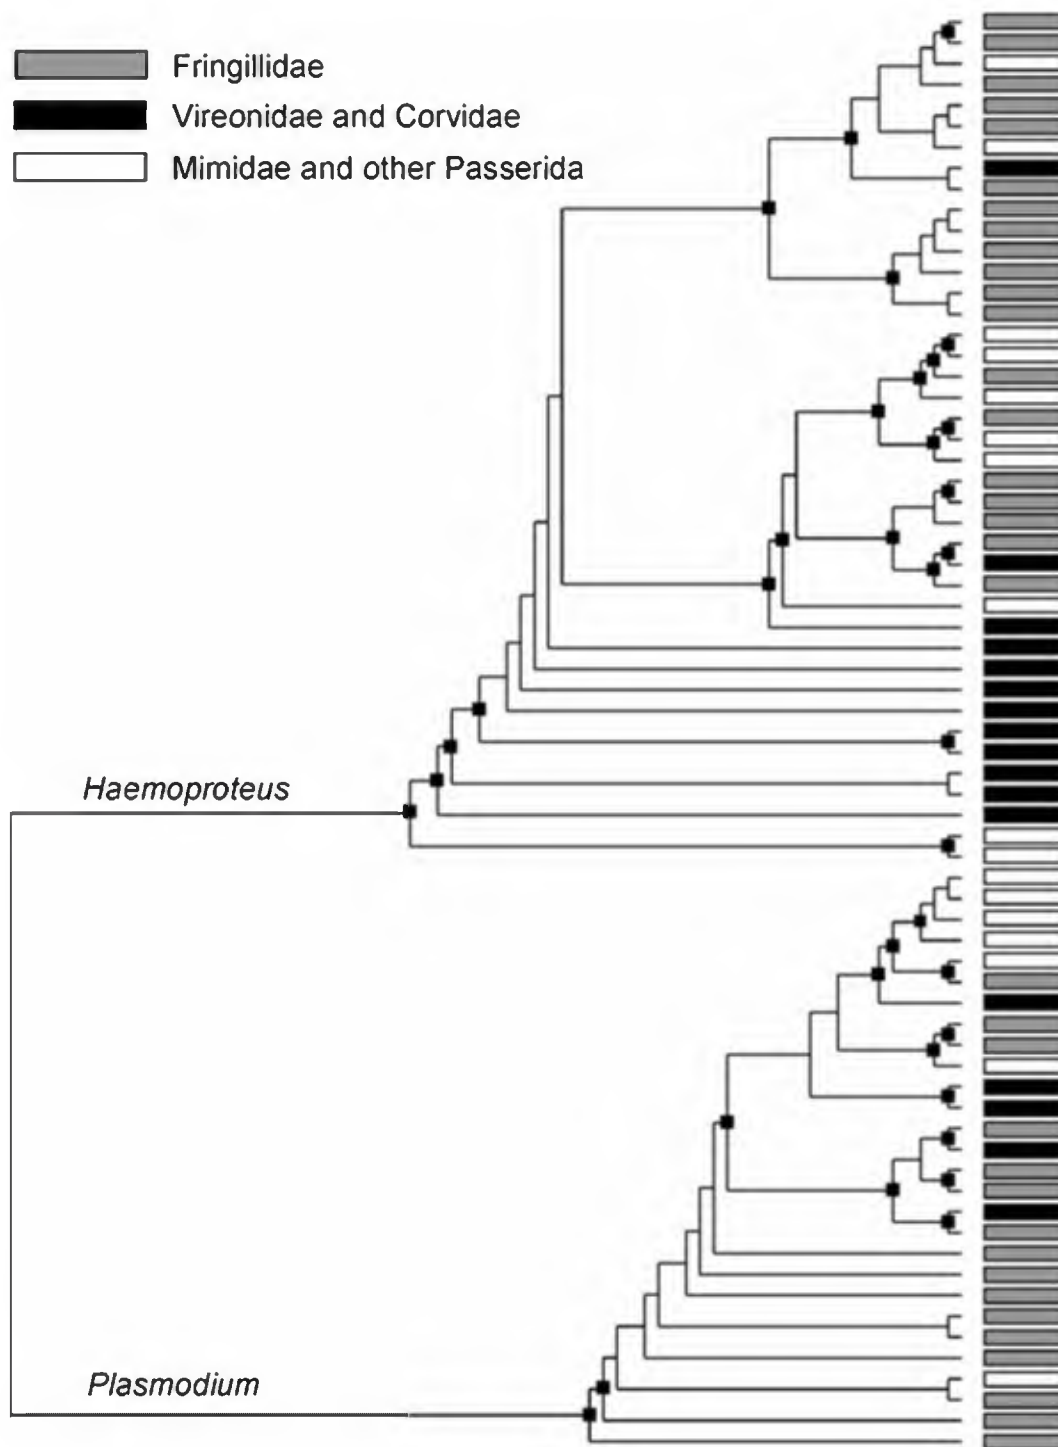 Fringillidae
Vireonidae and Corvidae
Mimidae and other Passerida
Haemoproteus
Plasmodium